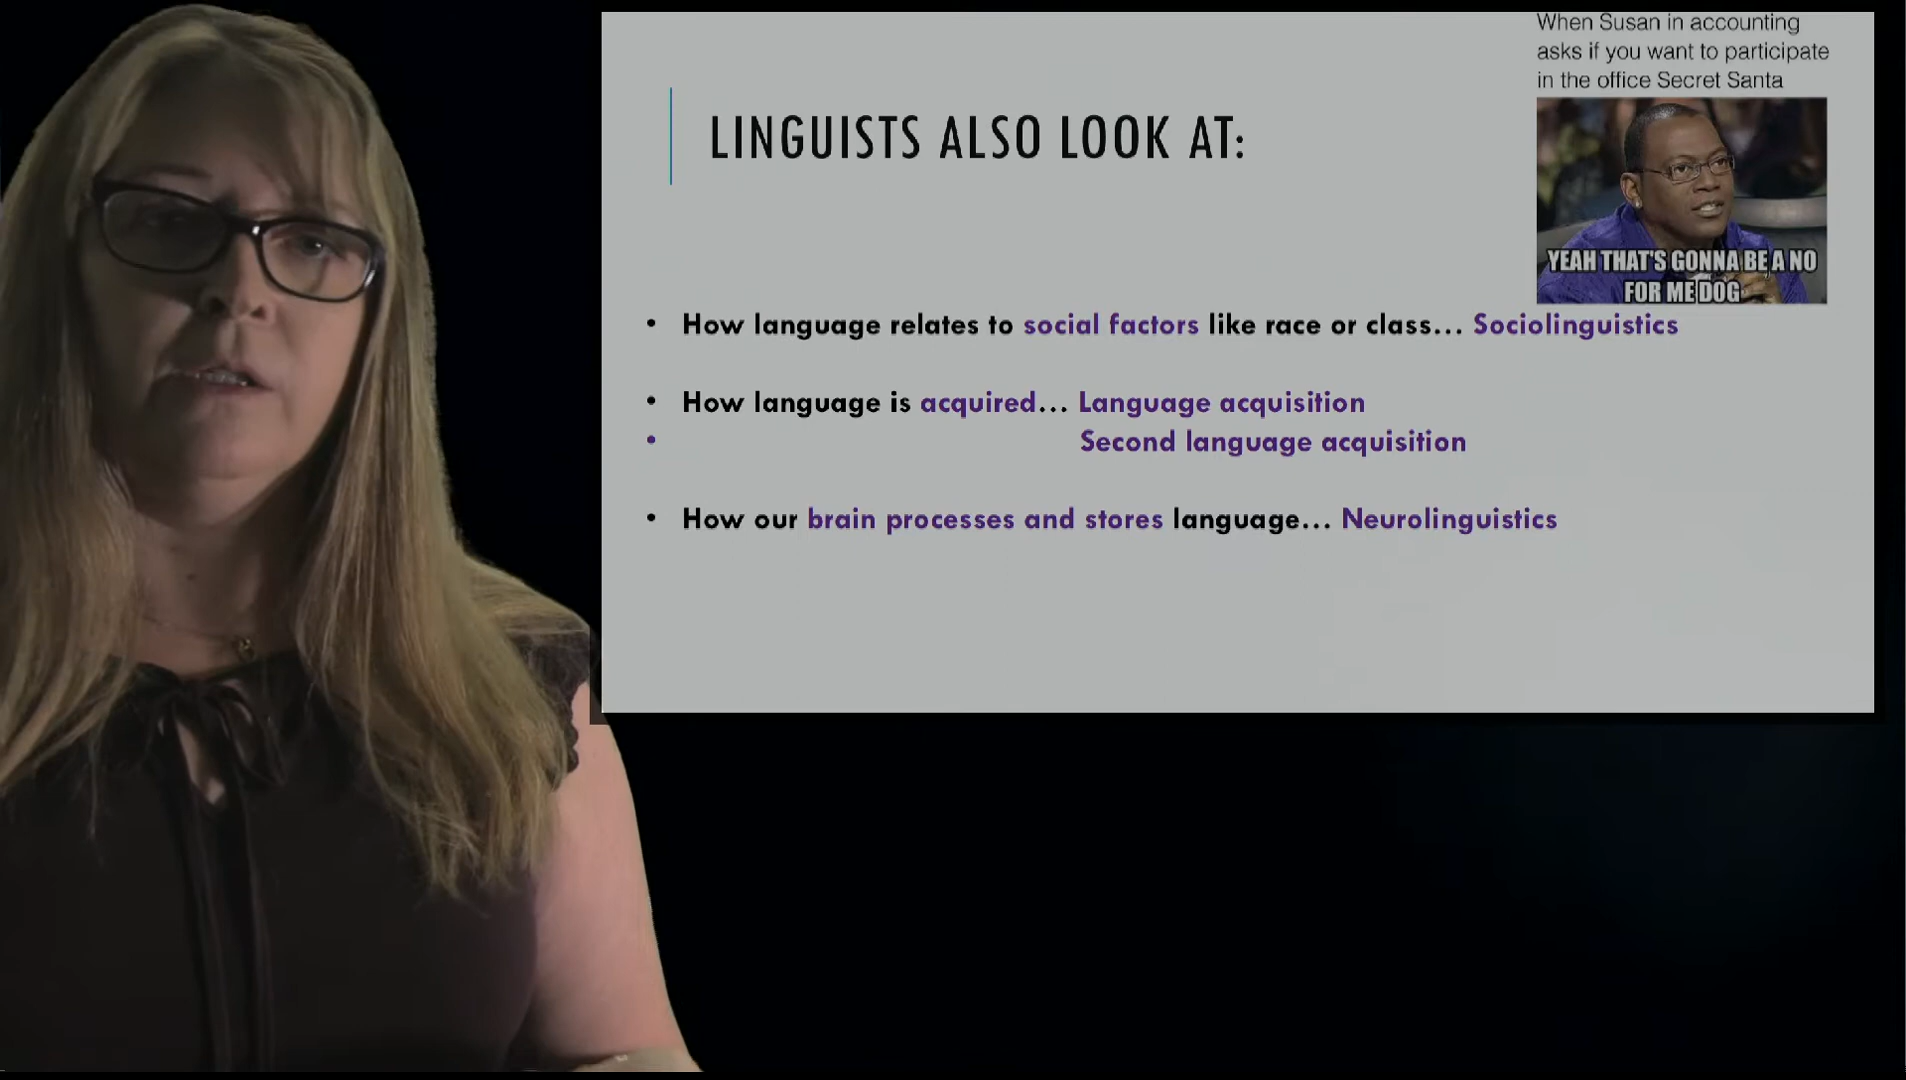 When Susan in accounting
asks if you want to participate
in the office Secret Santa
LINGUISTS ALSO LOOK AT:
YEAH THAT'S GONNA BE A NO
FOR ME DOG
• How language relates to social factors like race or class... Sociolinguistics
• How language is acquired... Language acquisition
• Second language acquisition
• How our brain processes and stores language... Neurolinguistics